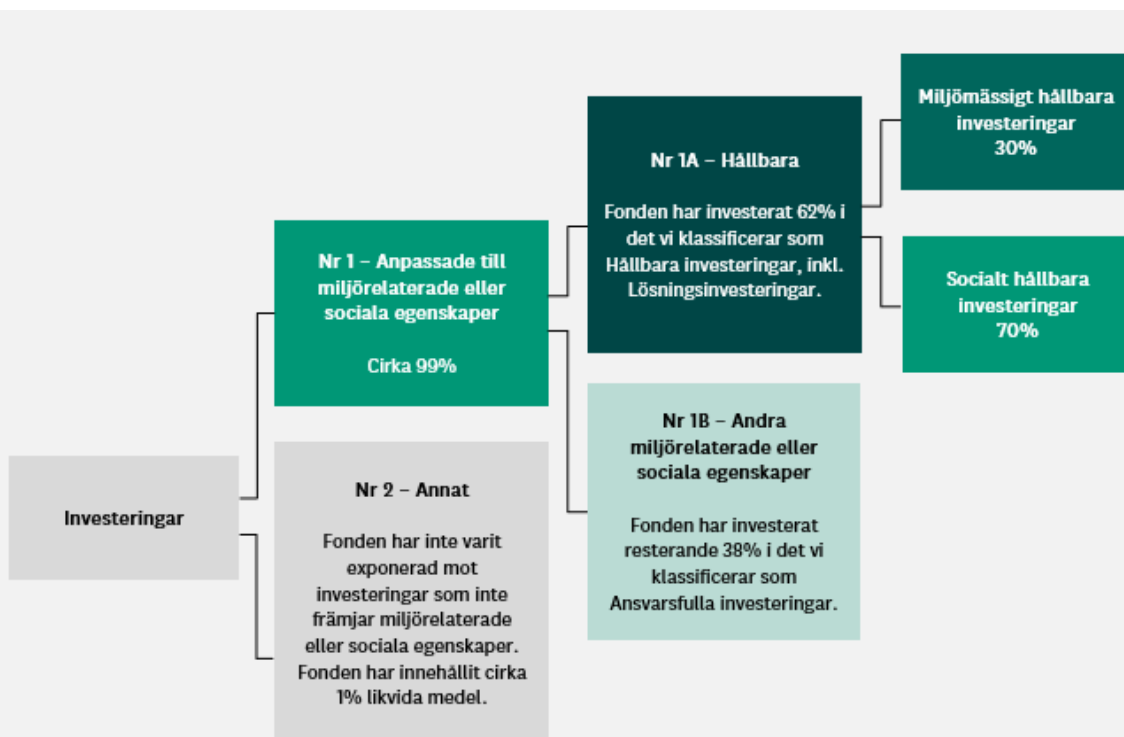 Investeringar
Nr 1 – Anpassade till
miljörelaterade eller
sociala egenskaper
Cirka 99%
Nr 2 – Annat
Fonden har inte varit
exponerad mot
investeringar som inte
främjar miljörelaterade
eller sociala egenskaper.
Fonden har innehållit cirka
1% likvida medel.
Nr 1A – Hållbara
Fonden har investerat 62% i
det vi klassificerar som
Hållbara investeringar, inkl.
Lösningsinvesteringar.
Nr 1B – Andra
miljörelaterade eller
sociala egenskaper
Fonden har investerat
resterande 38% i det vi
klassificerar som
Ansvarsfulla investeringar.
Miljömässigt hållbara
investeringar
30%
Socialt hållbara
investeringar
70%